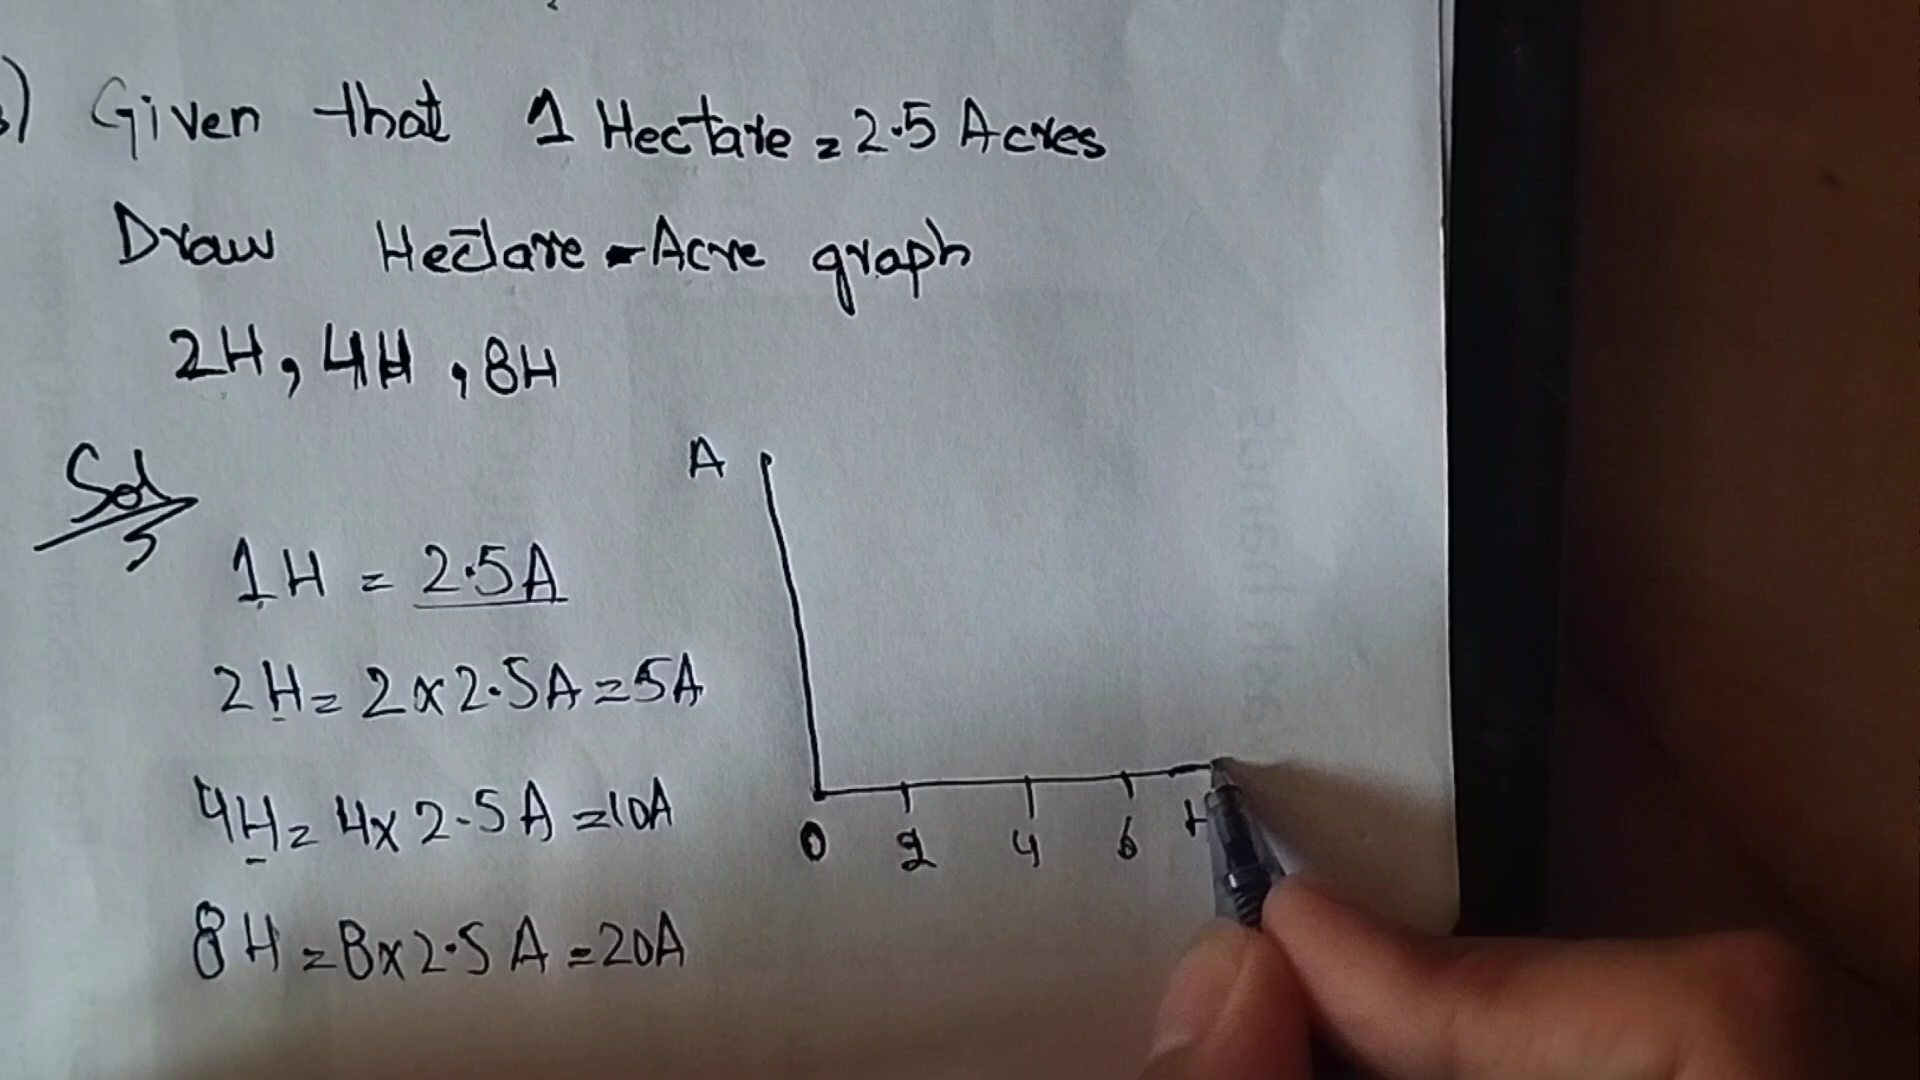 ) Given that 1 Hectare = 2.5 Acres
Draw Hectare-Acre graph
2H, 4H, 8H
Sol
1H = 2.5A
2H = 2x2.5A = 5A
4H = 4x2.5A = 10A
8H = 8x2.5A = 20A
A
0 2 4 6 H